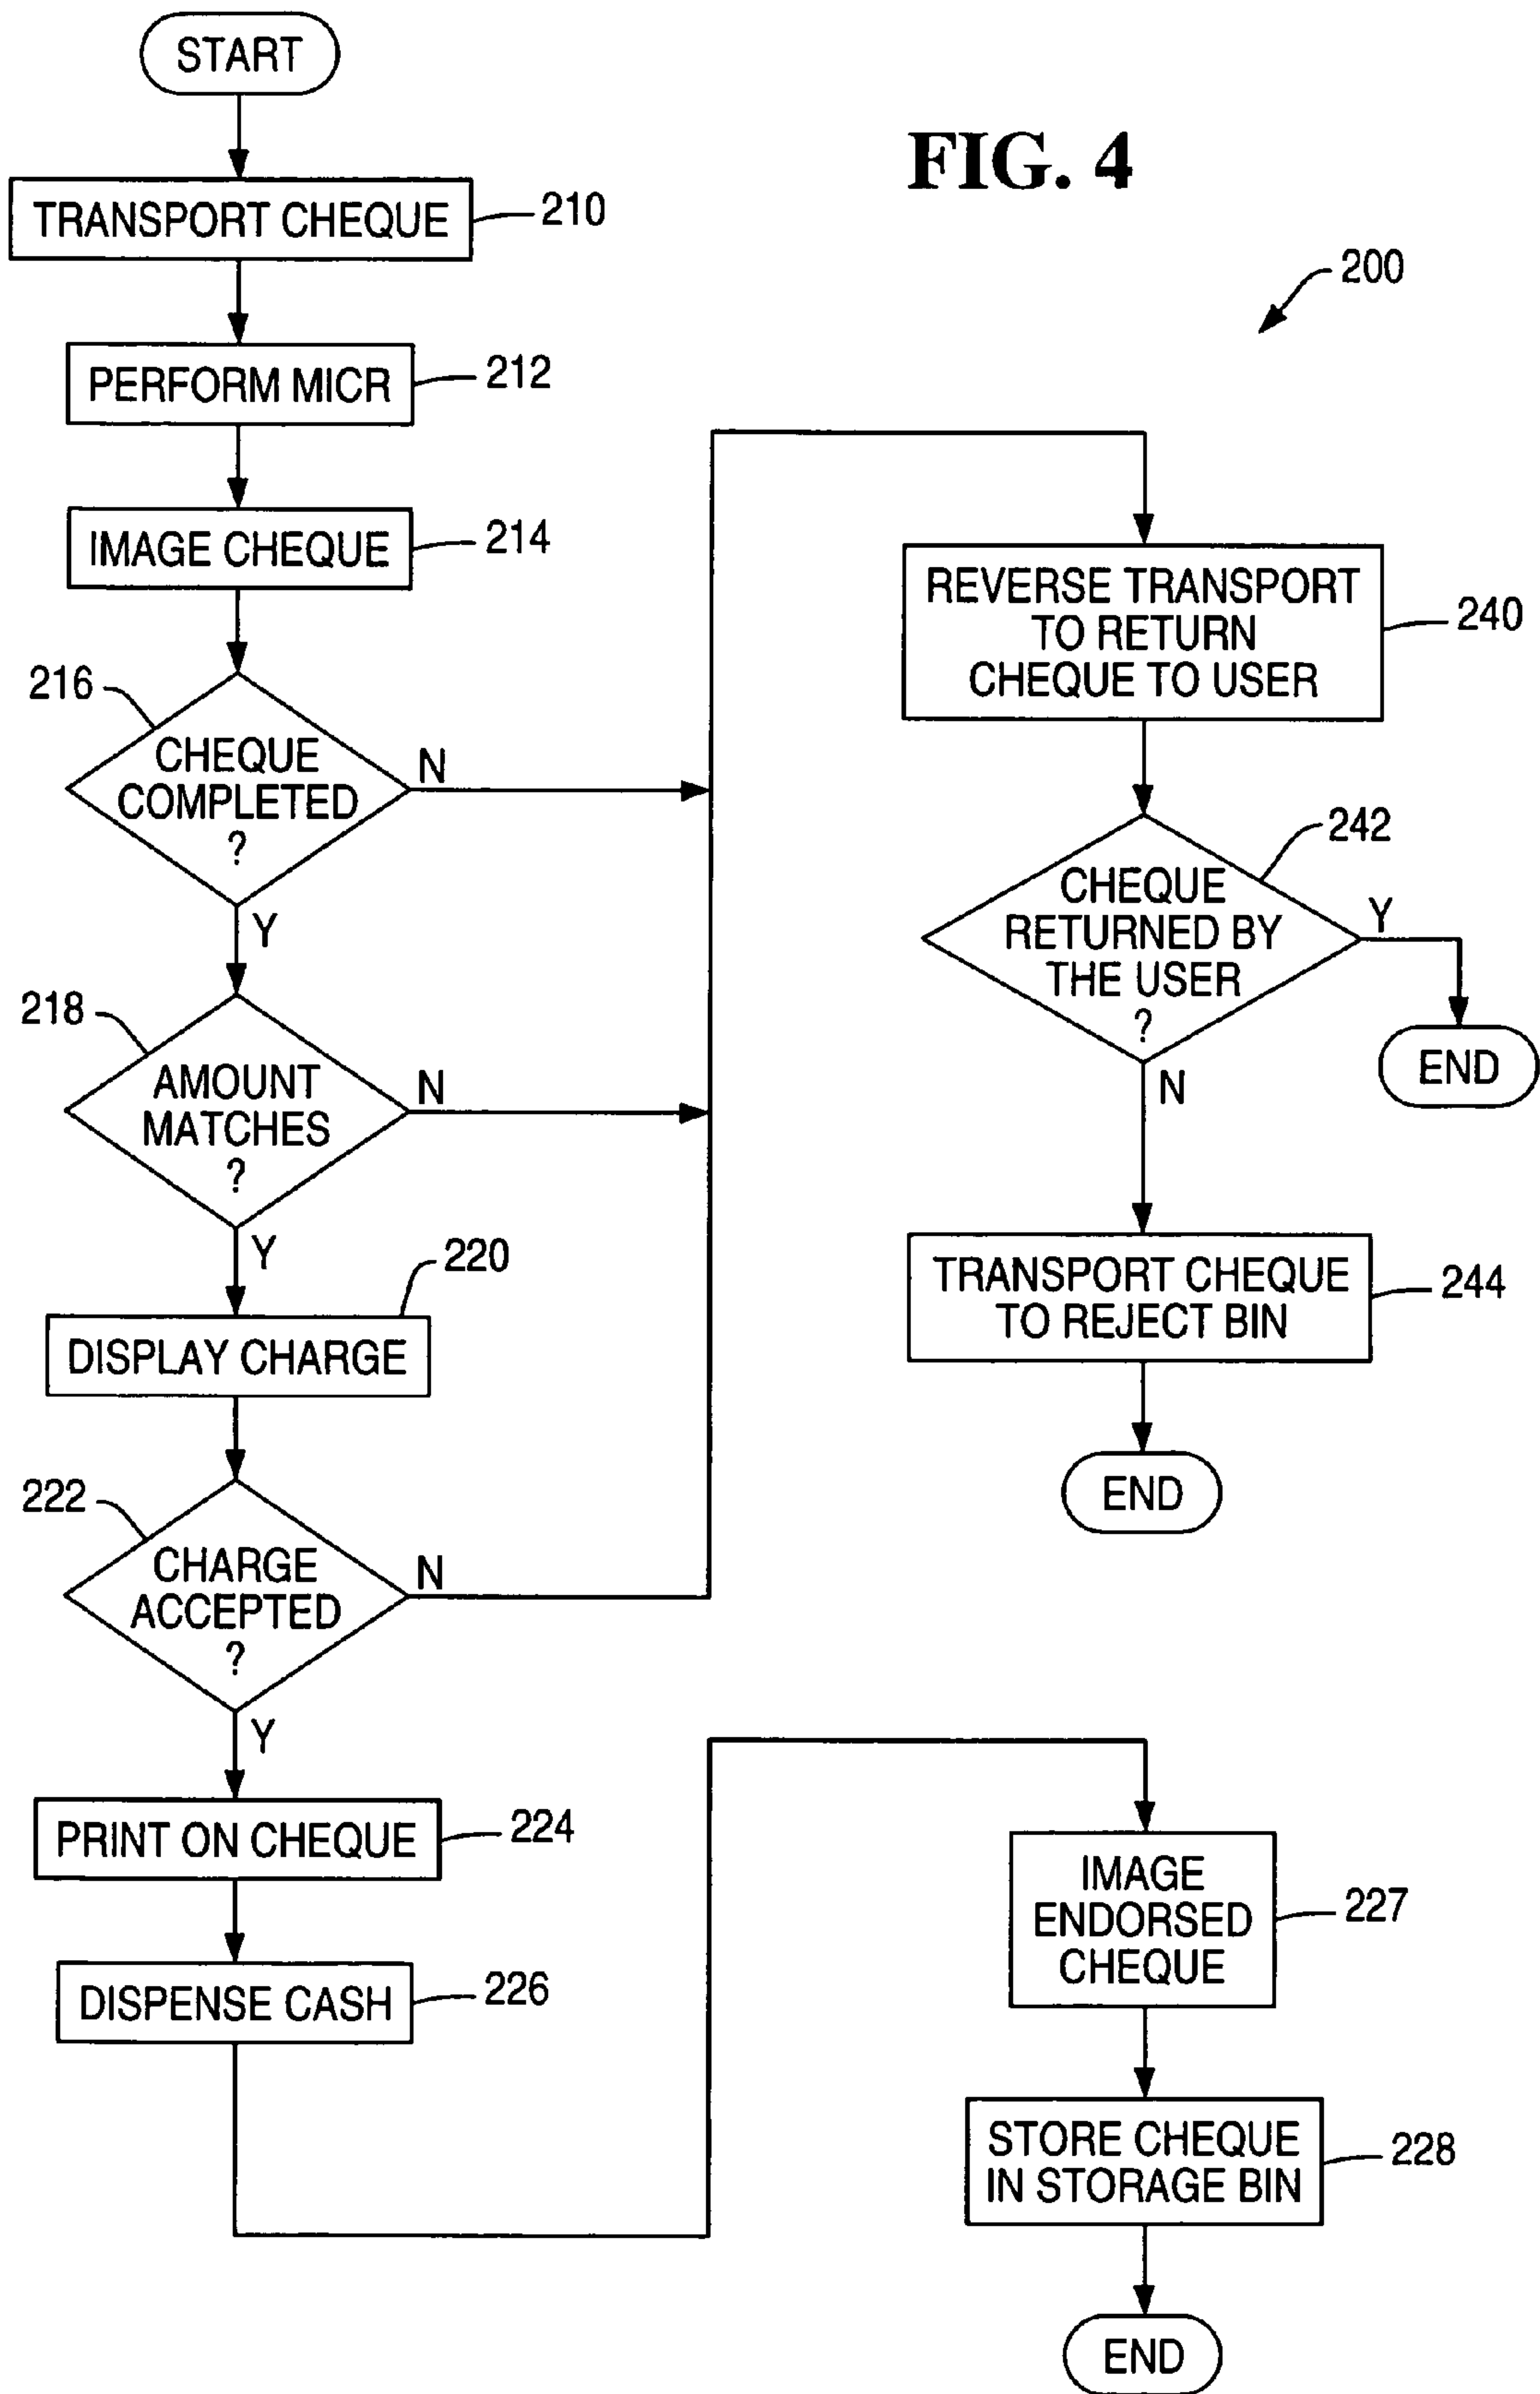 START
FIG. 4
TRANSPORT CHEQUE
210
200
PERFORM MICR
212
IMAGE CHEQUE
214
216
CHEQUE
COMPLETED
?
N
Y
218
AMOUNT
MATCHES
?
N
Y
220
DISPLAY CHARGE
222
CHARGE
ACCEPTED
?
N
Y
PRINT ON CHEQUE
224
DISPENSE CASH
226
REVERSE TRANSPORT
TO RETURN
CHEQUE TO USER
240
242
CHEQUE
RETURNED BY
THE USER
?
Y
END
N
TRANSPORT CHEQUE
TO REJECT BIN
244
END
IMAGE
ENDORSED
CHEQUE
227
STORE CHEQUE
IN STORAGE BIN
228
END